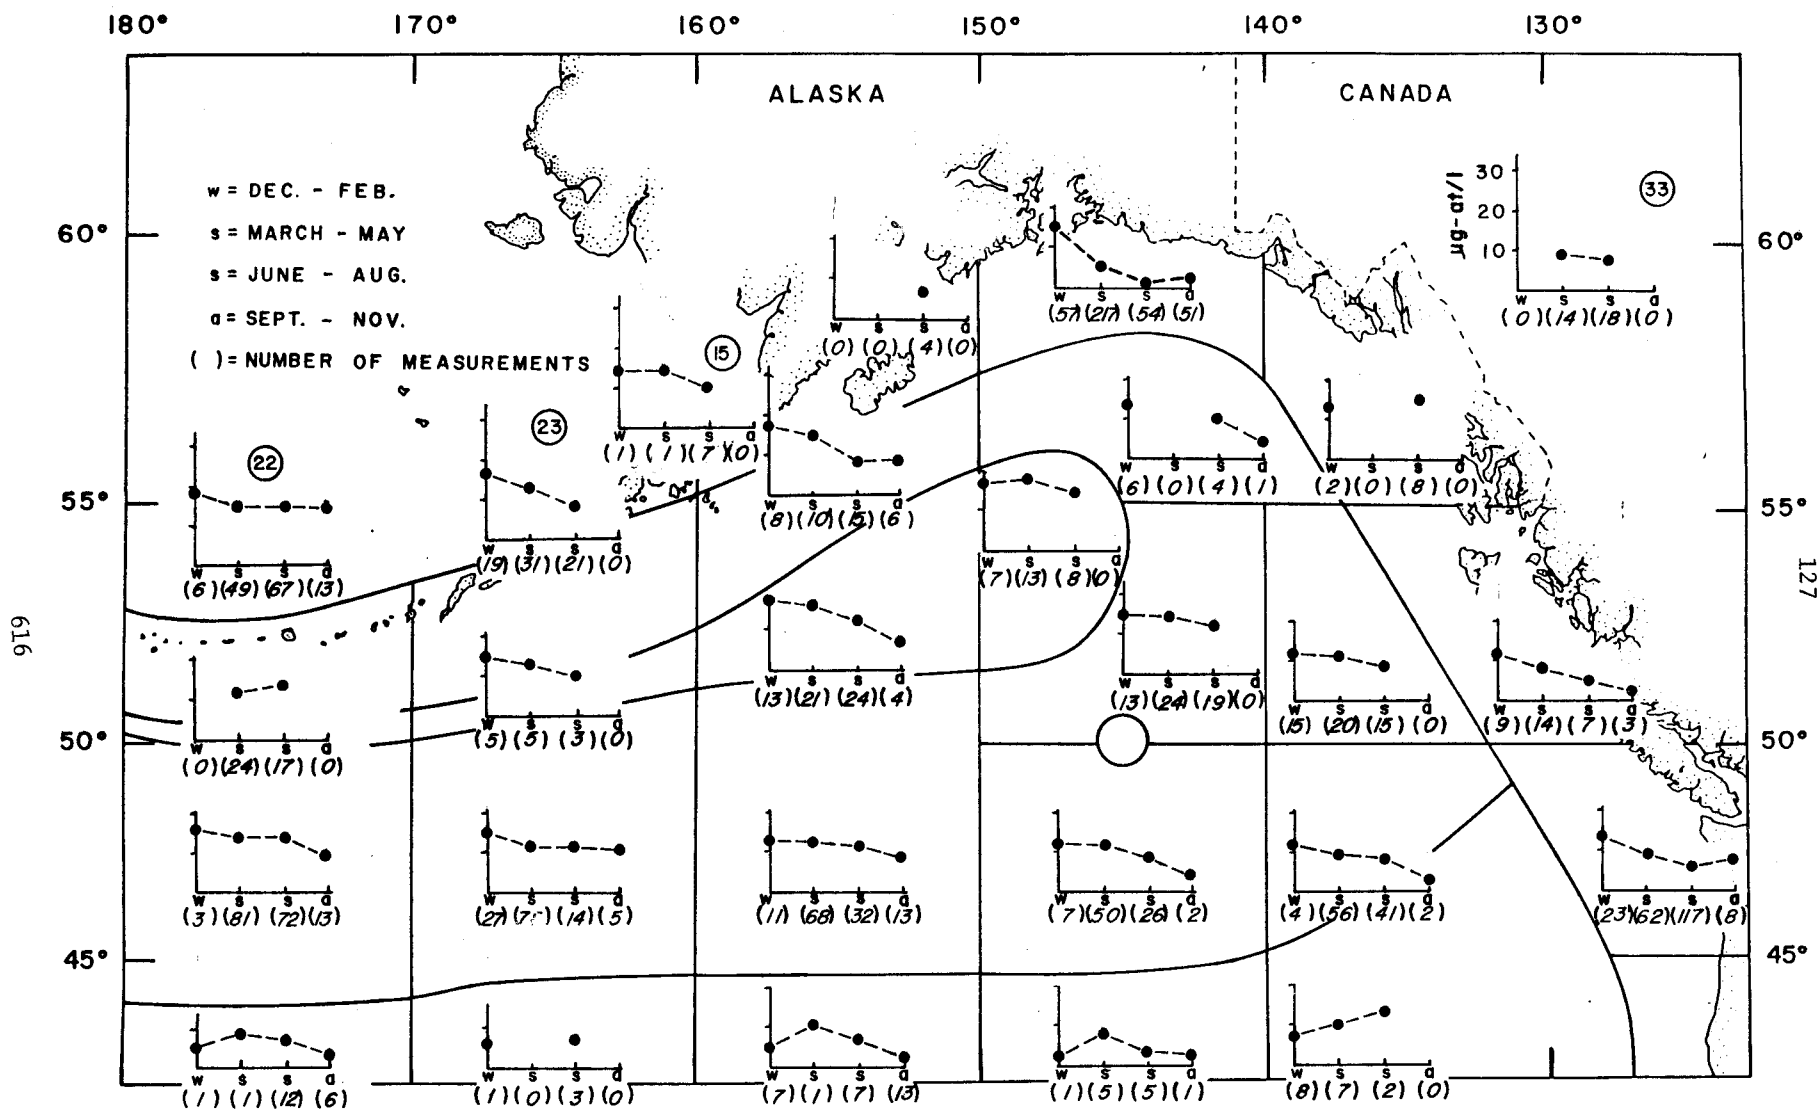 180° 170° 160° 150° 140° 130°
ALASKA CANADA
w = DEC. - FEB.
s = MARCH - MAY
s = JUNE - AUG.
a = SEPT. - NOV.
( ) = NUMBER OF MEASUREMENTS
60° 60°
µg-at/l
30
20
10
33
w s s a
(0)(14)(18)(0)
w s s a
(57)(217)(54)(51)
w s s a
(0)(0)(4)(0)
15
w s s a
(1)(1)(7)(0)
23
22
w s s a
(6)(0)(4)(1)
w s s a
(2)(0)(8)(0)
55° 55°
w s s a
(8)(10)(15)(6)
w s s a
(19)(31)(21)(0)
w s s a
(6)(49)(67)(13)
w s s a
(7)(13)(8)(0)
616
127
w s s a
(13)(21)(24)(4)
w s s a
(13)(24)(19)(0)
w s s a
(15)(20)(15)(0)
w s s a
(9)(14)(7)(3)
w s s a
(5)(5)(3)(0)
50° 50°
w s s a
(0)(24)(17)(0)
w s s a
(3)(81)(72)(13)
w s s a
(27) (14)(5)
w s s a
(11)(68)(32)(13)
w s s a
(7)(50)(26)(2)
w s s a
(4)(56)(41)(2)
w s s a
(23)(62)(117)(8)
45° 45°
w s s a
(1)(1)(12)(6)
w s s a
(1)(0)(3)(0)
w s s a
(7)(1)(7)(13)
w s s a
(1)(5)(5)(1)
w s s a
(8)(7)(2)(0)